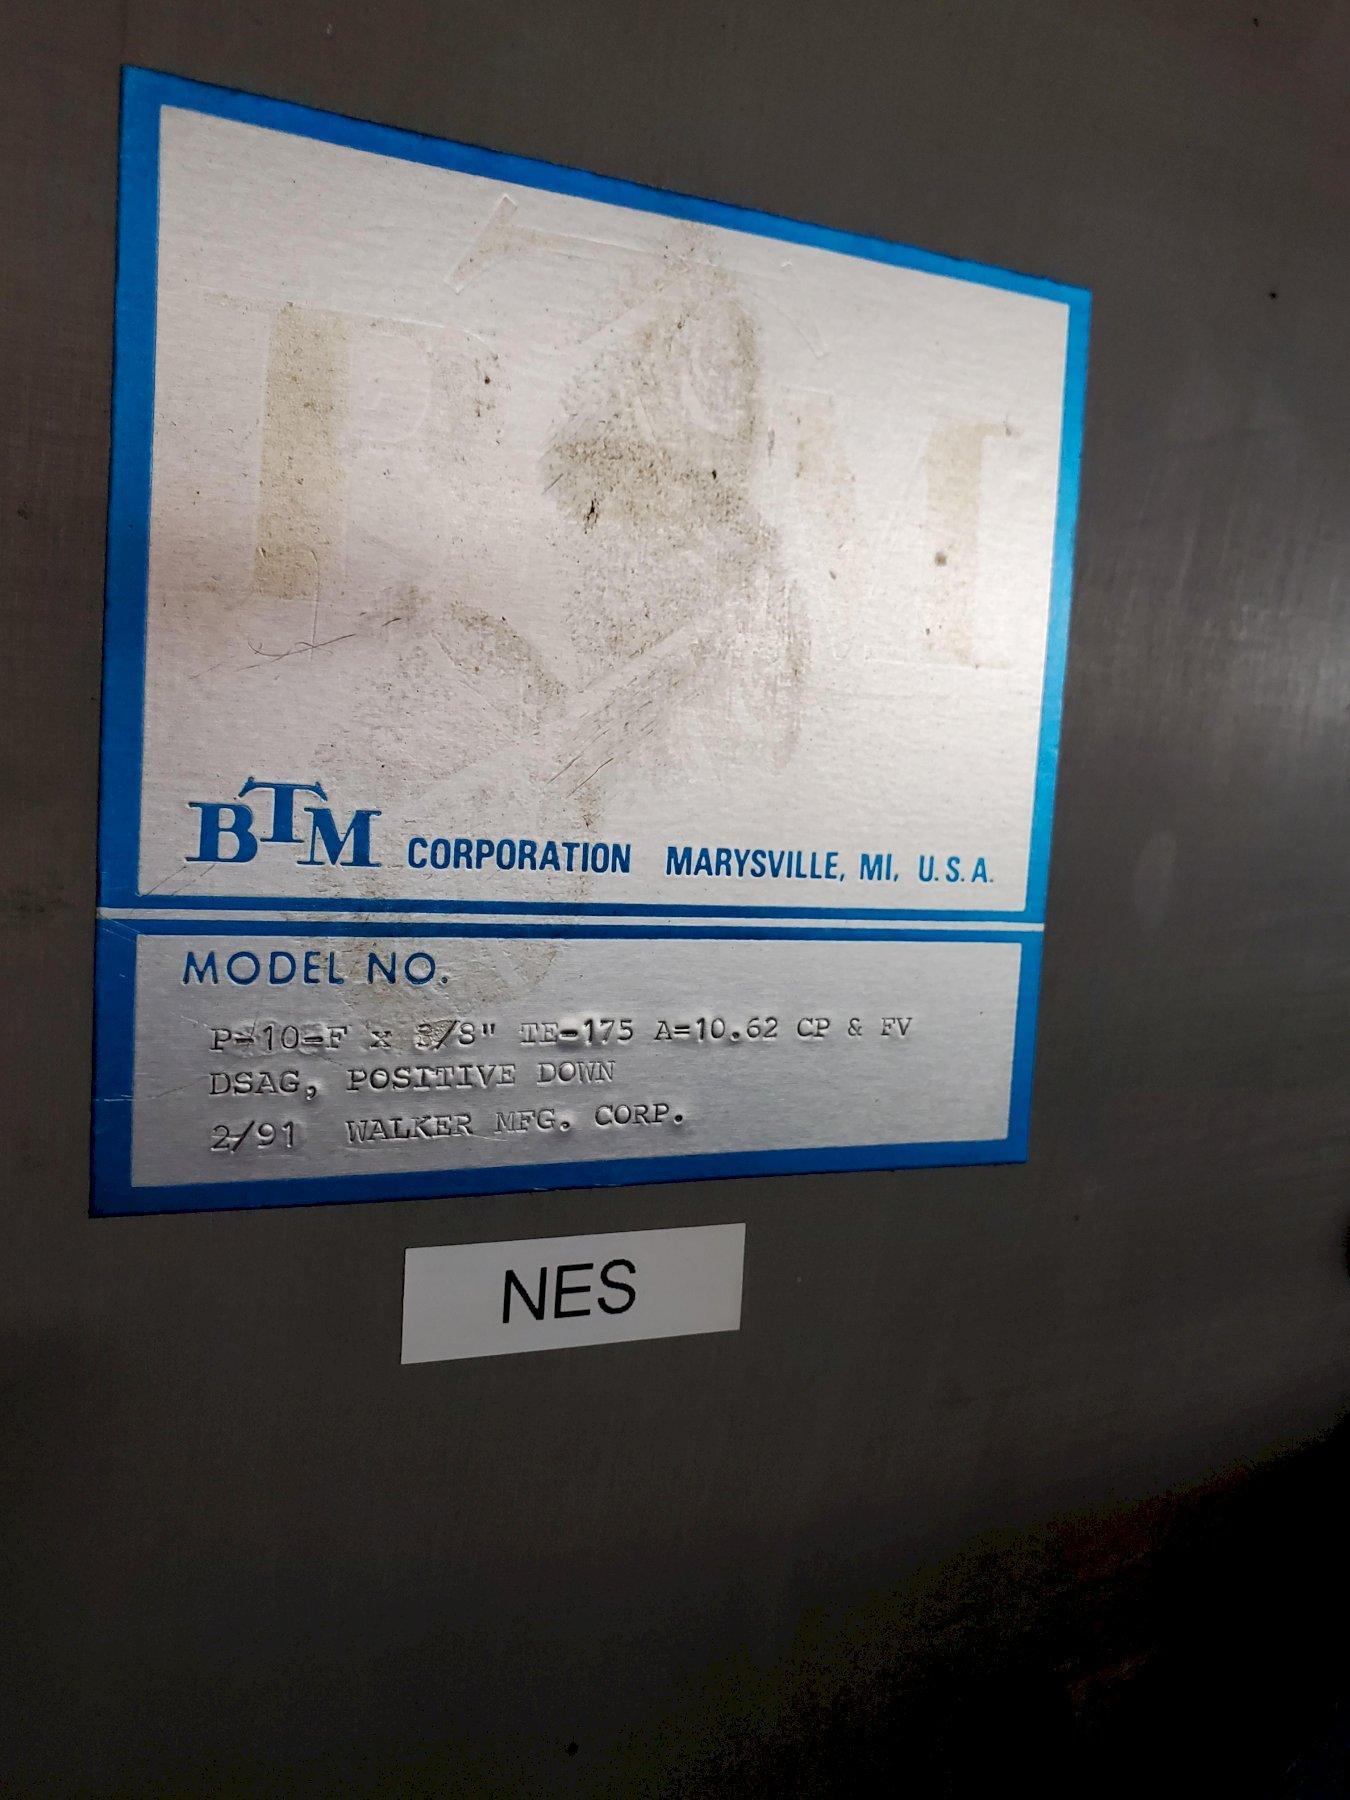 BTM
BTM CORPORATION MARYSVILLE, MI. U.S.A.
MODEL NO.
P-10-F x 3/8" TE-175 A=10.62 CP & FV
DSAG, POSITIVE DOWN
2/91 WALKER MFG. CORP.
NES